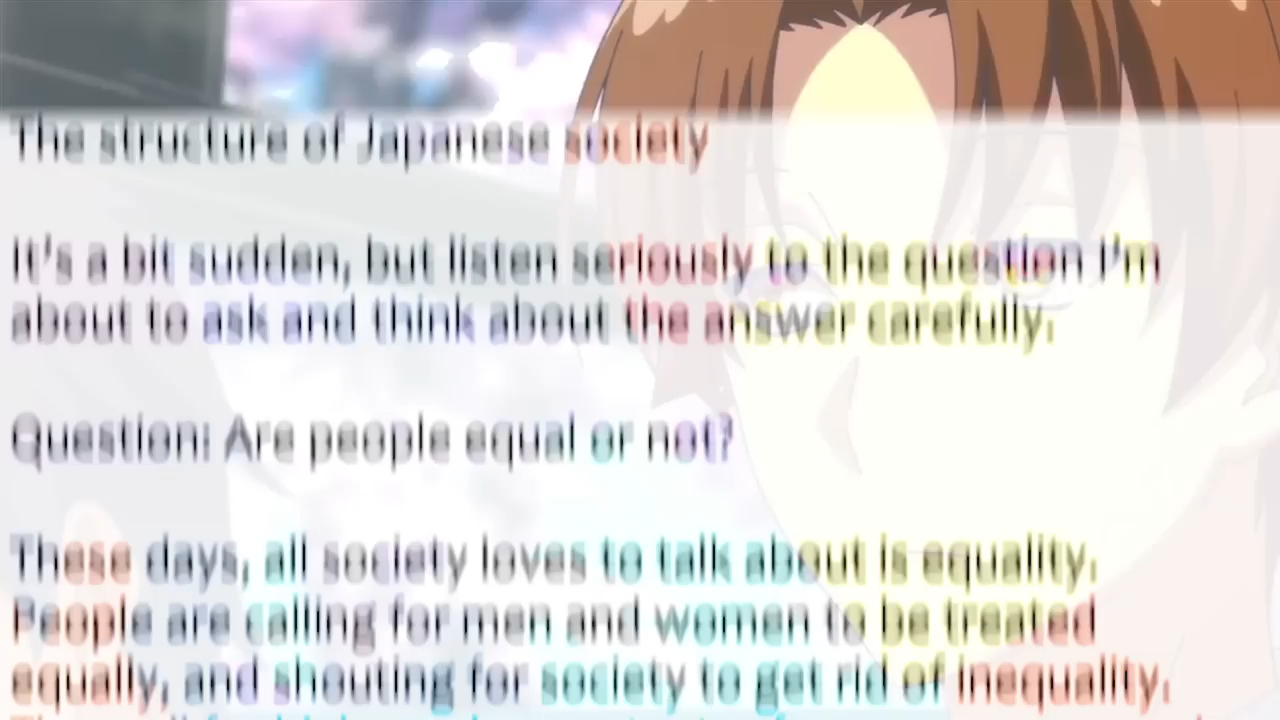 The structure of Japanese society
It's a bit sudden, but listen seriously to the question I'm
about to ask and think about the answer carefully.
Question: Are people equal or not?
These days, all society loves to talk about is equality.
People are calling for men and women to be treated
equally, and shouting for society to get rid of inequality.